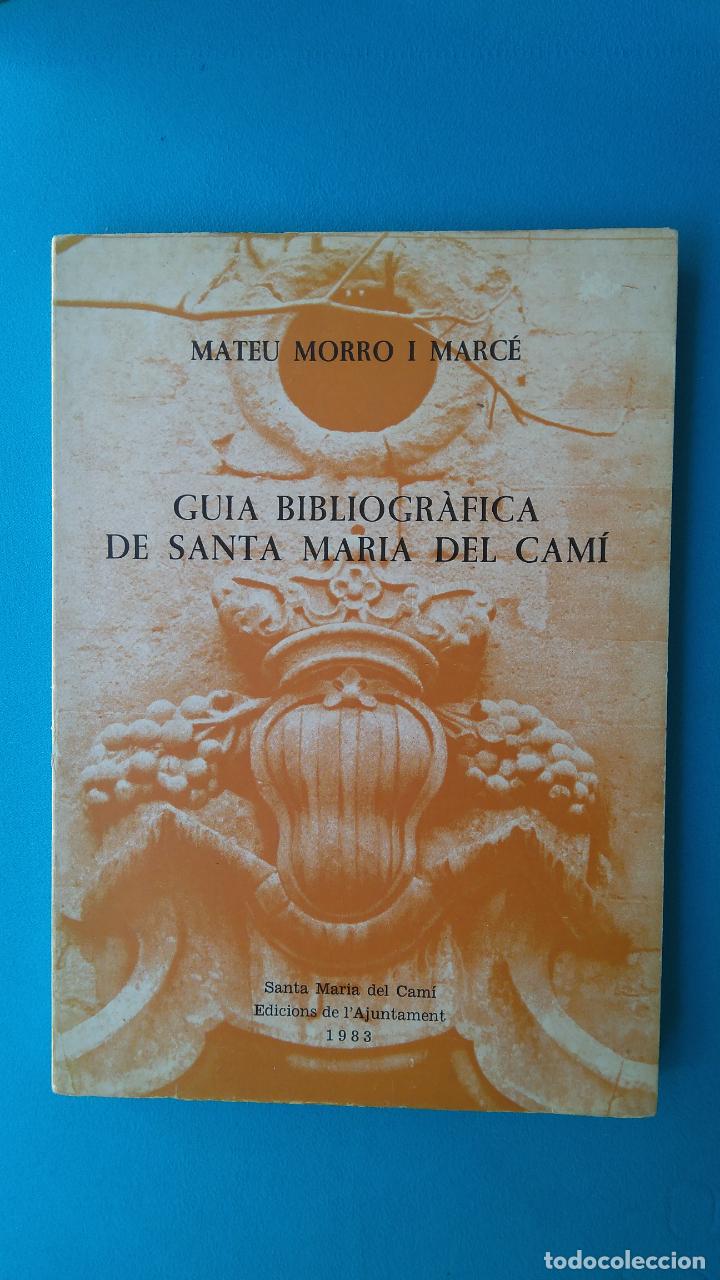 MATEU MORRO I MARCÉ
GUIA BIBLIOGRÀFICA
DE SANTA MARIA DEL CAMÍ
Santa Maria del Camí
Edicions de l'Ajuntament
1983
todocoleccion